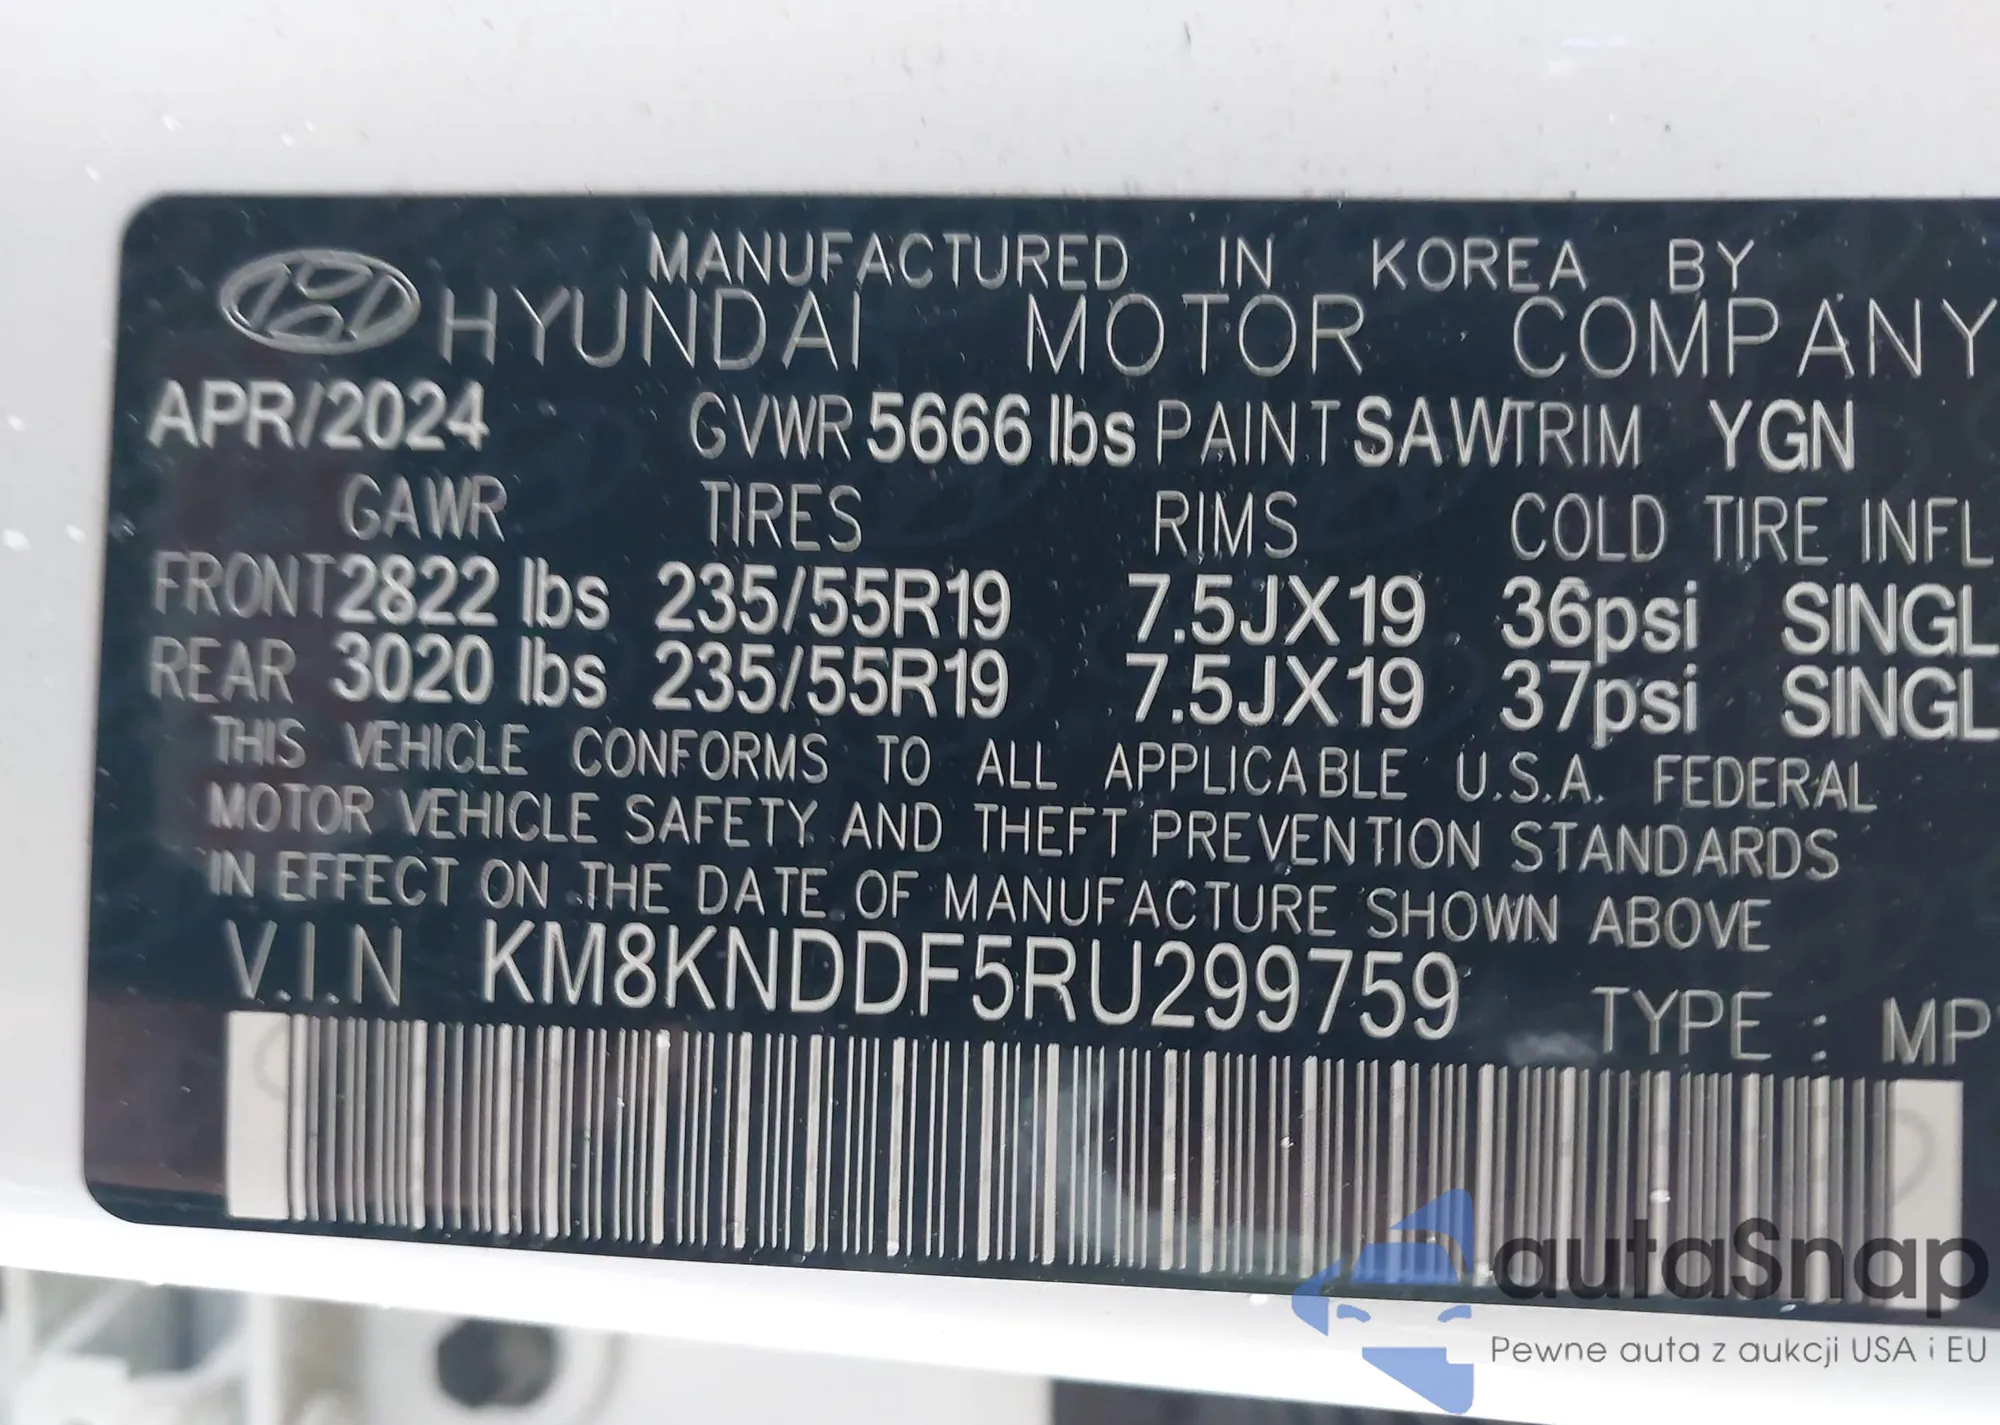 MANUFACTURED IN KOREA BY
HYUNDAI MOTOR COMPANY
APR/2024 GVWR 5666 lbs PAINT SAW TRIM YGN
GAWR TIRES RIMS COLD TIRE INFL
FRONT 2822 lbs 235/55R19 7.5JX19 36psi SINGL
REAR 3020 lbs 235/55R19 7.5JX19 37psi SINGL
THIS VEHICLE CONFORMS TO ALL APPLICABLE U.S.A. FEDERAL
MOTOR VEHICLE SAFETY AND THEFT PREVENTION STANDARDS
IN EFFECT ON THE DATE OF MANUFACTURE SHOWN ABOVE
V.I.N KM8KNDDF5RU299759
TYPE : MP
autaSnap
Pewne auta z aukcji USA i EU